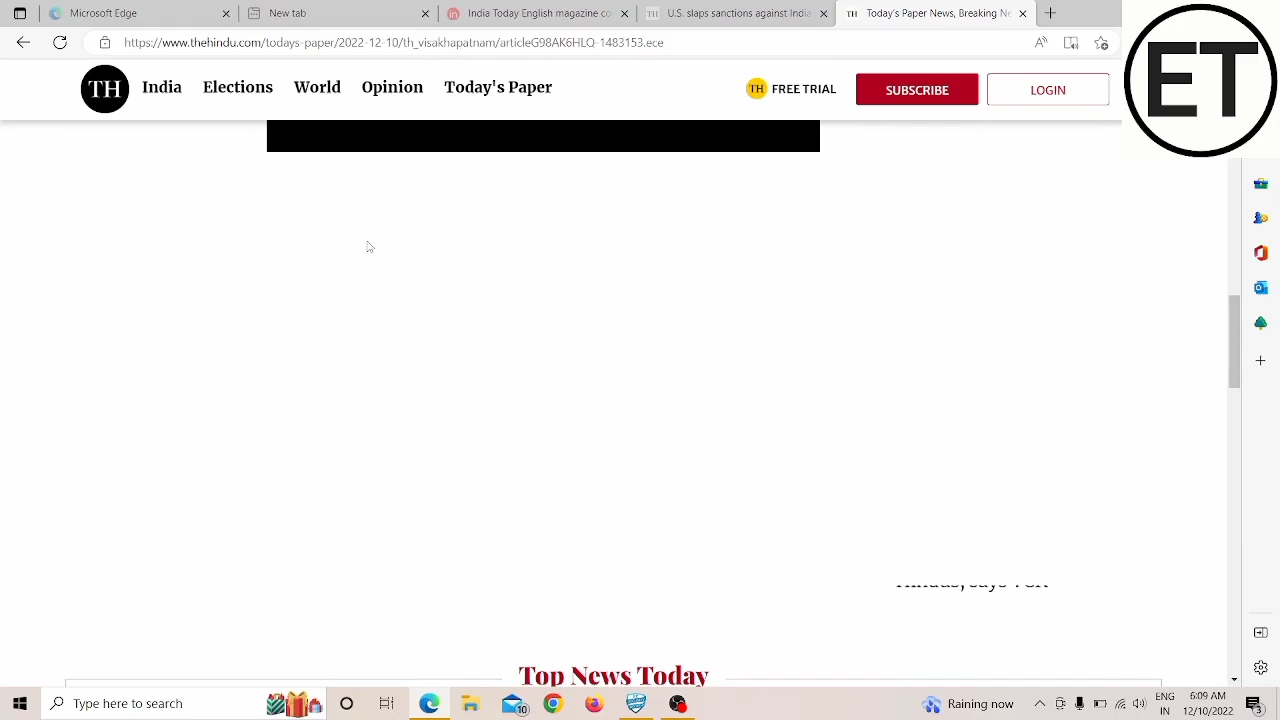 Microsoft Edge
New tab
India Today magazine co
U.S. slaps sanctions against India
Today's Paper News, Breaking Ne
https://www.thehindu.com/todays-paper/2022-12-10/th_visakhapatnam/articleG98AK6HLQ-1483153.ece
TH India Elections World Opinion Today's Paper TH FREE TRIAL SUBSCRIBE LOGIN
ET
Top News Today
Type here to search
10
Raining now
ENG
IN
6:09 AM
12/10/2022
3